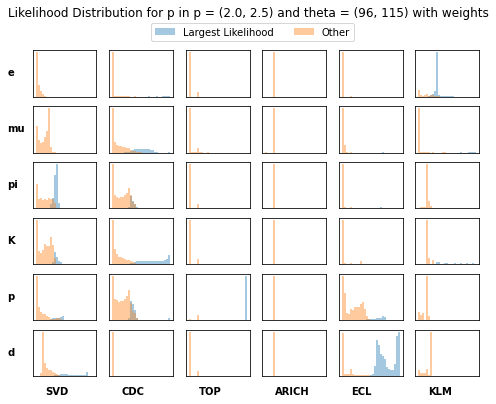 Likelihood Distribution for p in p = (2.0, 2.5) and theta = (96, 115) with weights
Largest Likelihood Other
e
mu
pi
K
p
d
SVD CDC TOP ARICH ECL KLM